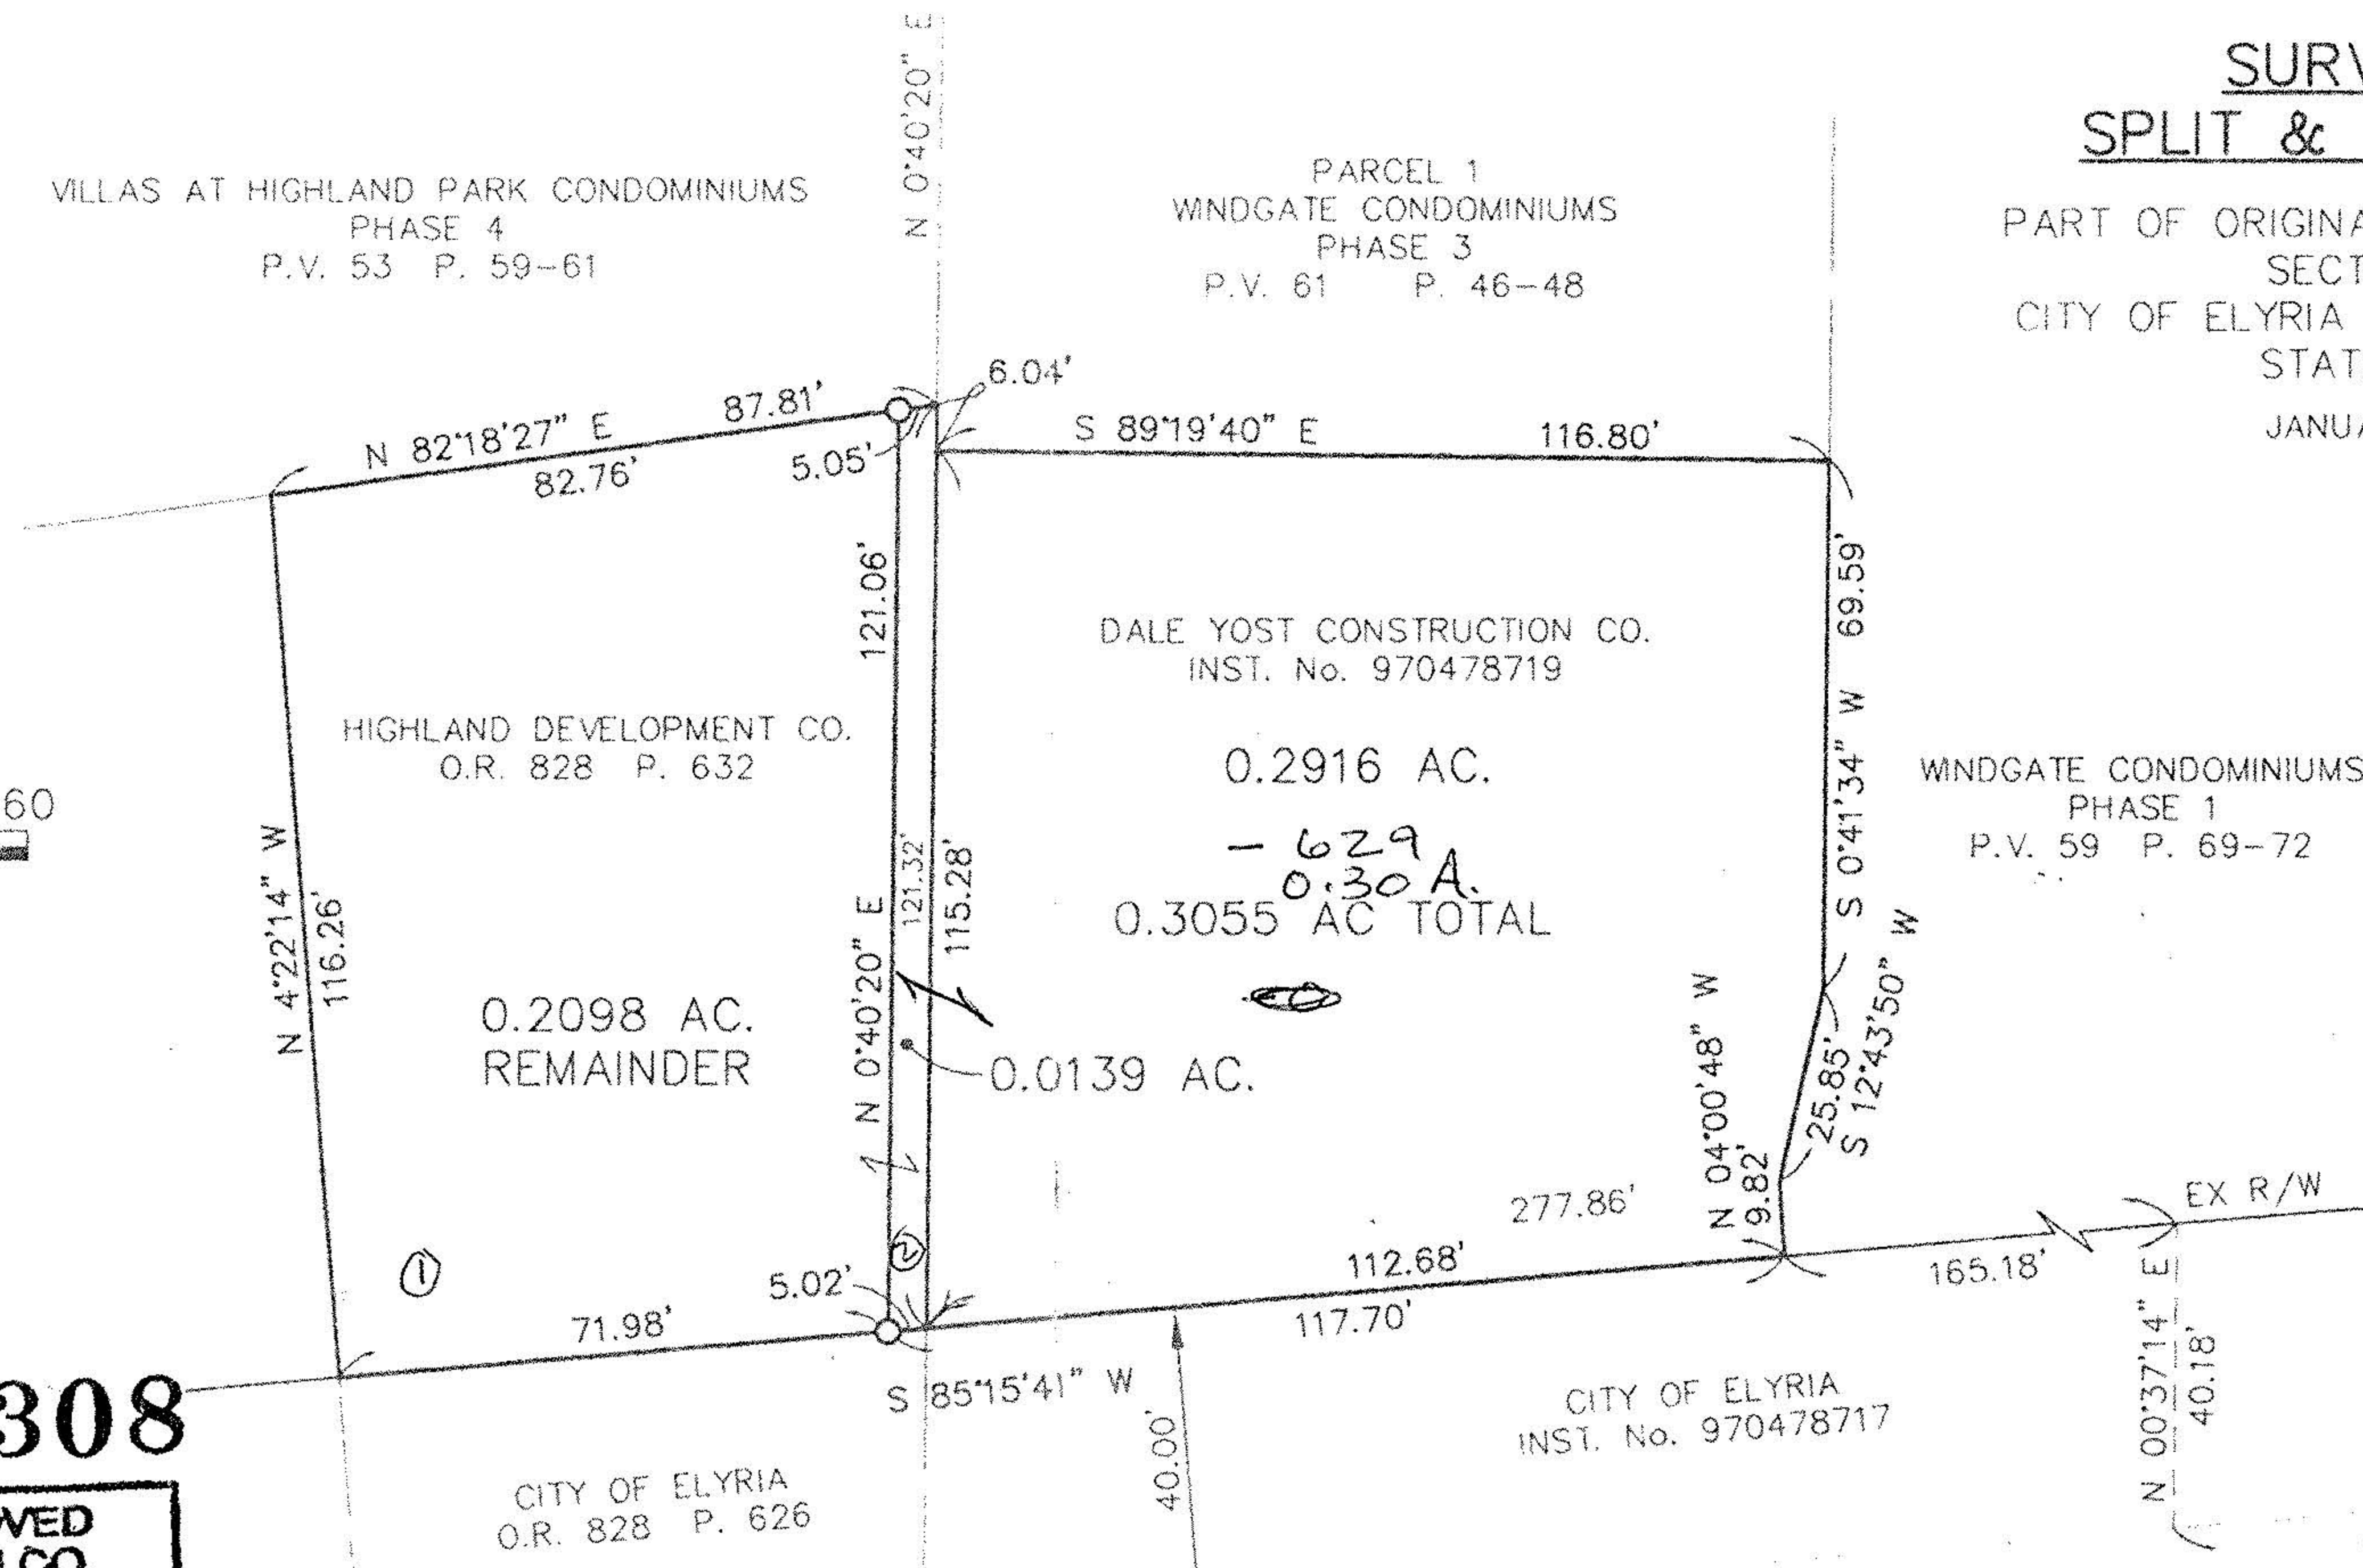 SURV
SPLIT &
PART OF ORIGINA
SECT
CITY OF ELYRIA
STAT
JANUA
N 0°40'20" E
VILLAS AT HIGHLAND PARK CONDOMINIUMS
PHASE 4
P.V. 53 P. 59-61
PARCEL 1
WINDGATE CONDOMINIUMS
PHASE 3
P.V. 61 P. 46-48
N 82°18'27" E 87.81'
82.76'
5.05'
6.04'
S 89°19'40" E 116.80'
121.06'
N 0°40'20" E
121.32'
115.28'
S 0°41'34" W 69.59'
DALE YOST CONSTRUCTION CO.
INST. No. 970478719
0.2916 AC.
- 629
0.30 A.
0.3055 AC TOTAL
HIGHLAND DEVELOPMENT CO.
O.R. 828 P. 632
60
N 4°22'14" W
116.26'
0.2098 AC.
REMAINDER
0.0139 AC.
WINDGATE CONDOMINIUMS
PHASE 1
P.V. 59 P. 69-72
N 04°00'48" W
9.82'
25.85'
S 12°43'50" W
277.86'
EX R/W
1
2
5.02'
71.98'
112.68'
117.70'
165.18'
S 85°15'41" W
40.00'
N 00°37'14" E
40.18'
CITY OF ELYRIA
INST. No. 970478717
308
CITY OF ELYRIA
O.R. 828 P. 626
VED
CO